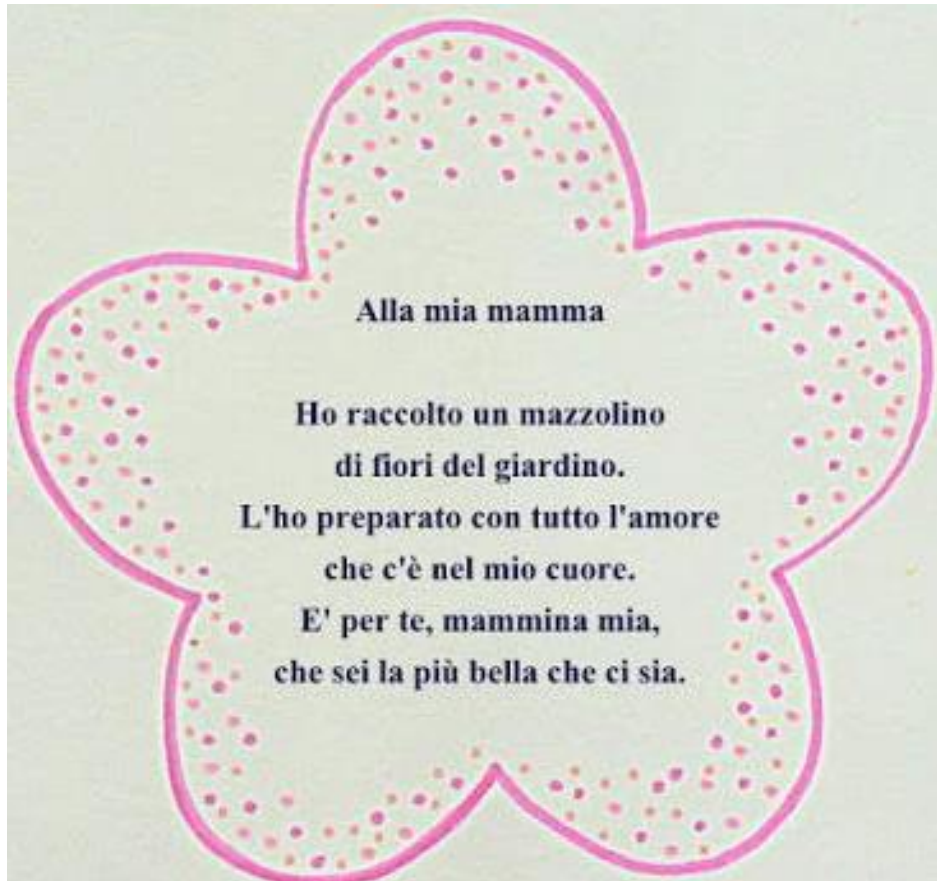 Alla mia mamma
Ho raccolto un mazzolino
di fiori del giardino.
L'ho preparato con tutto l'amore
che c'è nel mio cuore.
E' per te, mammina mia,
che sei la più bella che ci sia.